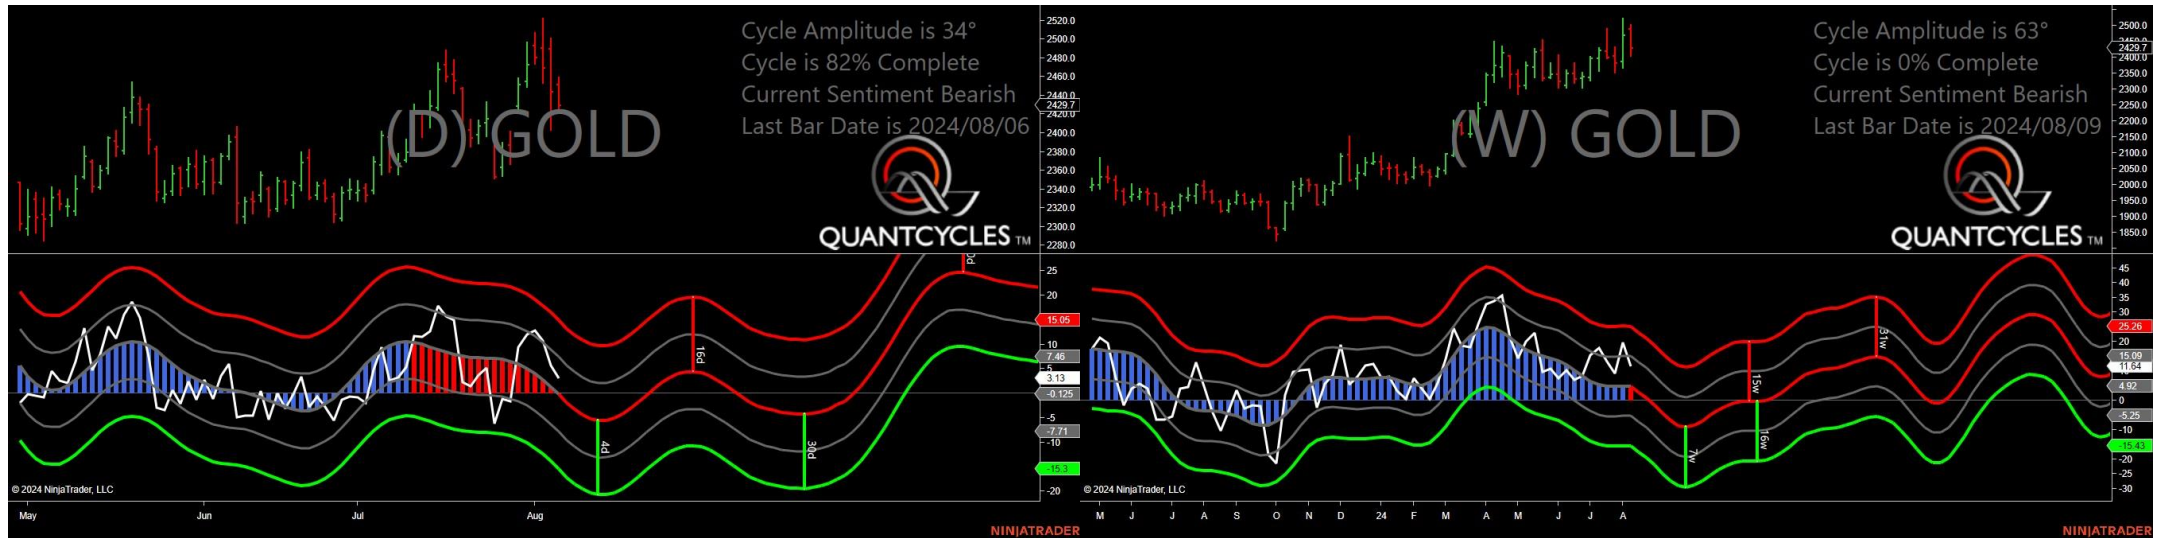 Cycle Amplitude is 34°
Cycle is 82% Complete
Current Sentiment Bearish
Last Bar Date is 2024/08/06
(D) GOLD
QUANTCYCLES TM
2520.0
2500.0
2480.0
2460.0
2440.0
2429.7
2420.0
2400.0
2380.0
2360.0
2340.0
2320.0
2300.0
2280.0
25
20
15.05
10
7.46
5
3.13
-0.125
-5
-7.71
-10
-15.3
-20
0d
16d
4d
30d
© 2024 NinjaTrader, LLC
May Jun Jul Aug
NINJATRADER
Cycle Amplitude is 63°
Cycle is 0% Complete
Current Sentiment Bearish
Last Bar Date is 2024/08/09
(W) GOLD
QUANTCYCLES TM
2500.0
2450.0
2429.7
2350.0
2300.0
2250.0
2200.0
2150.0
2100.0
2050.0
2000.0
1950.0
1900.0
1850.0
45
40
35
30
25.26
20
15.09
11.64
4.92
0
-5.25
-10
-15.43
-20
-25
-30
31w
15w
16w
7w
© 2024 NinjaTrader, LLC
M J J A S O N D 24 F M A M J J A
NINJATRADER